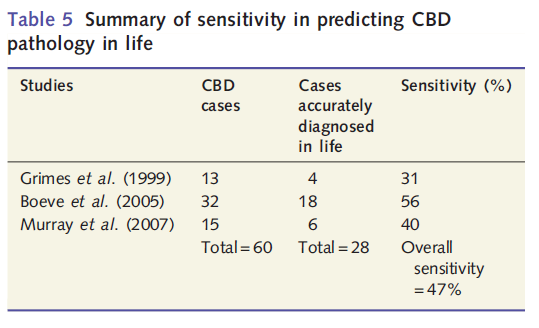 Table 5 Summary of sensitivity in predicting CBD
pathology in life
Studies CBD cases Cases accurately diagnosed in life Sensitivity (%)
Grimes et al. (1999) 13 4 31
Boeve et al. (2005) 32 18 56
Murray et al. (2007) 15 6 40
Total = 60 Total = 28 Overall sensitivity = 47%